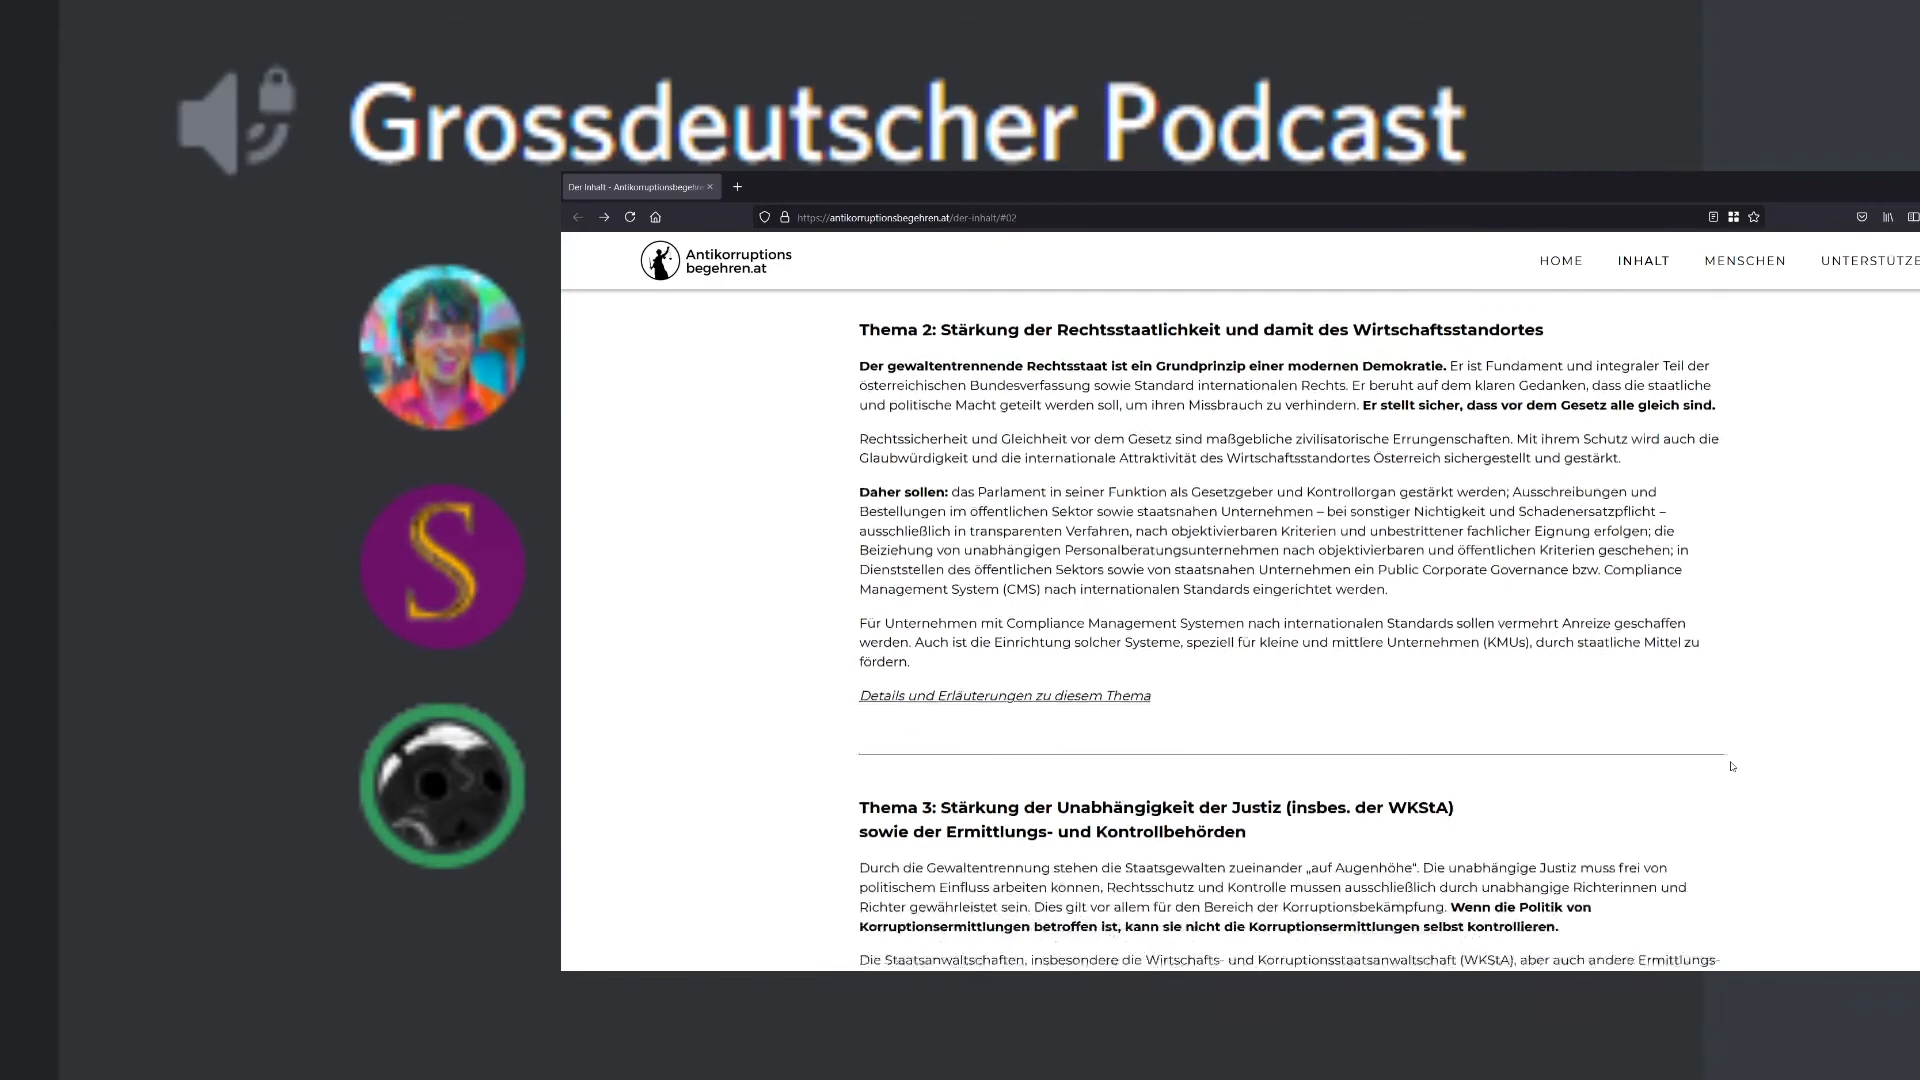 Grossdeutscher Podcast
Der Inhalt - Antikorruptionsbegehre
https://antikorruptionsbegehren.at/der-inhalt/#02
Antikorruptions
begehren.at
HOME INHALT MENSCHEN UNTERSTÜTZE
S
Thema 2: Stärkung der Rechtsstaatlichkeit und damit des Wirtschaftsstandortes
Der gewaltentrennende Rechtsstaat ist ein Grundprinzip einer modernen Demokratie. Er ist Fundament und integraler Teil der
österreichischen Bundesverfassung sowie Standard internationalen Rechts. Er beruht auf dem klaren Gedanken, dass die staatliche
und politische Macht geteilt werden soll, um ihren Missbrauch zu verhindern. Er stellt sicher, dass vor dem Gesetz alle gleich sind.
Rechtssicherheit und Gleichheit vor dem Gesetz sind maßgebliche zivilisatorische Errungenschaften. Mit ihrem Schutz wird auch die
Glaubwürdigkeit und die internationale Attraktivität des Wirtschaftsstandortes Österreich sichergestellt und gestärkt.
Daher sollen: das Parlament in seiner Funktion als Gesetzgeber und Kontrollorgan gestärkt werden; Ausschreibungen und
Bestellungen im öffentlichen Sektor sowie staatsnahen Unternehmen – bei sonstiger Nichtigkeit und Schadenersatzpflicht –
ausschließlich in transparenten Verfahren, nach objektivierbaren Kriterien und unbestrittener fachlicher Eignung erfolgen; die
Beiziehung von unabhängigen Personalberatungsunternehmen nach objektivierbaren und öffentlichen Kriterien geschehen; in
Dienststellen des öffentlichen Sektors sowie von staatsnahen Unternehmen ein Public Corporate Governance bzw. Compliance
Management System (CMS) nach internationalen Standards eingerichtet werden.
Für Unternehmen mit Compliance Management Systemen nach internationalen Standards sollen vermehrt Anreize geschaffen
werden. Auch ist die Einrichtung solcher Systeme, speziell für kleine und mittlere Unternehmen (KMUs), durch staatliche Mittel zu
fördern.
Details und Erläuterungen zu diesem Thema
Thema 3: Stärkung der Unabhängigkeit der Justiz (insbes. der WKStA)
sowie der Ermittlungs- und Kontrollbehörden
Durch die Gewaltentrennung stehen die Staatsgewalten zueinander „auf Augenhöhe“. Die unabhängige Justiz muss frei von
politischem Einfluss arbeiten können, Rechtsschutz und Kontrolle müssen ausschließlich durch unabhängige Richterinnen und
Richter gewährleistet sein. Dies gilt vor allem für den Bereich der Korruptionsbekämpfung. Wenn die Politik von
Korruptionsermittlungen betroffen ist, kann sie nicht die Korruptionsermittlungen selbst kontrollieren.
Die Staatsanwaltschaften, insbesondere die Wirtschafts- und Korruptionsstaatsanwaltschaft (WKStA), aber auch andere Ermittlungs-